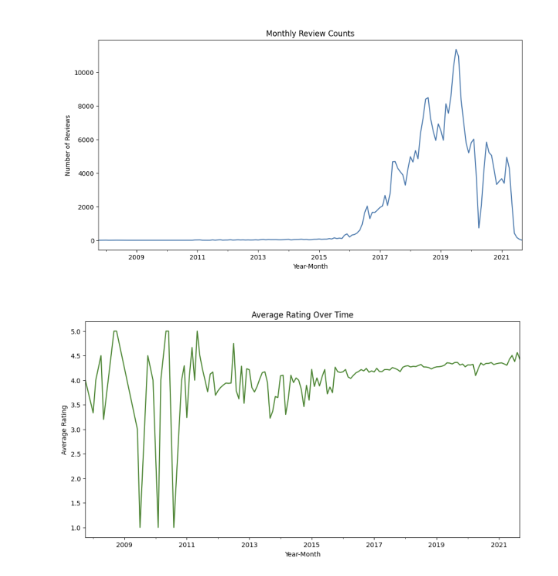 Monthly Review Counts
10000
8000
6000
4000
2000
0
Number of Reviews
2009 2011 2013 2015 2017 2019 2021
Year-Month
Average Rating Over Time
5.0
4.5
4.0
3.5
3.0
2.5
2.0
1.5
1.0
Average Rating
2009 2011 2013 2015 2017 2019 2021
Year-Month